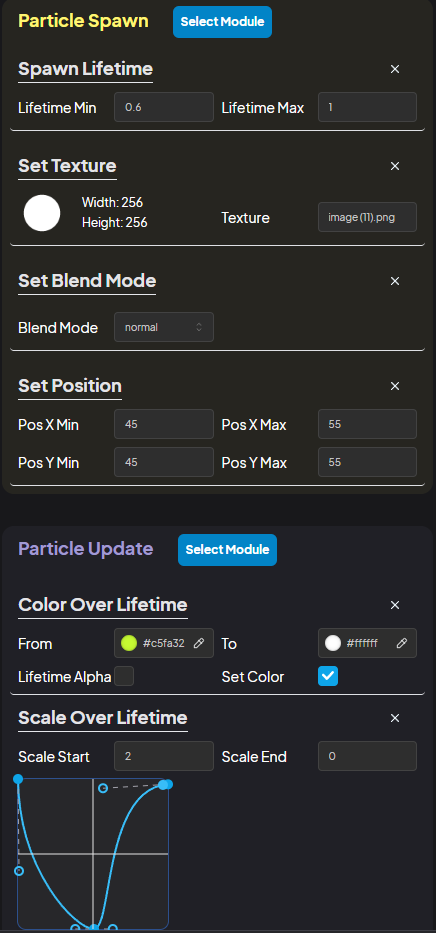 Particle Spawn Select Module
Spawn Lifetime
Lifetime Min 0.6 Lifetime Max 1
Set Texture
Width: 256
Height: 256
Texture image (11).png
Set Blend Mode
Blend Mode normal
Set Position
Pos X Min 45 Pos X Max 55
Pos Y Min 45 Pos Y Max 55
Particle Update Select Module
Color Over Lifetime
From #c5fa32 To #ffffff
Lifetime Alpha Set Color
Scale Over Lifetime
Scale Start 2 Scale End 0